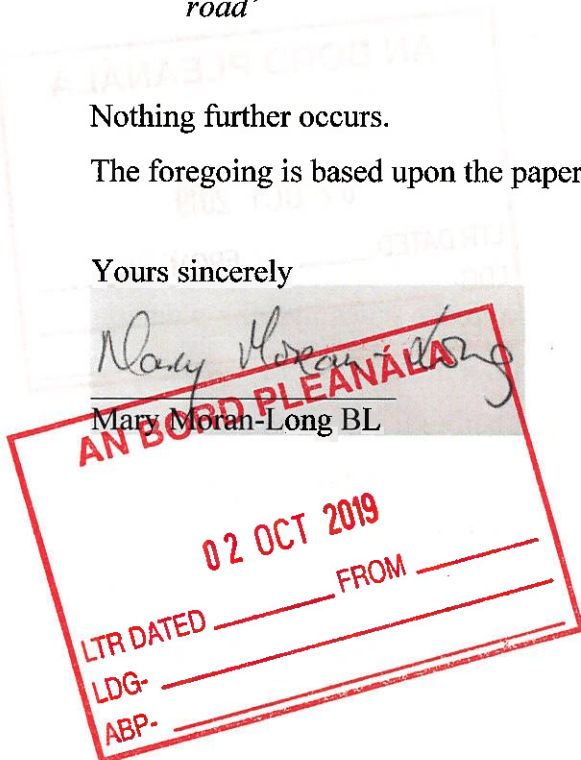 road'
Nothing further occurs.
The foregoing is based upon the paper
Yours sincerely
Mary Moran-Long
Mary Moran-Long BL
AN BORD PLEANÁLA
02 OCT 2019
LTR DATED FROM
LDG-
ABP-